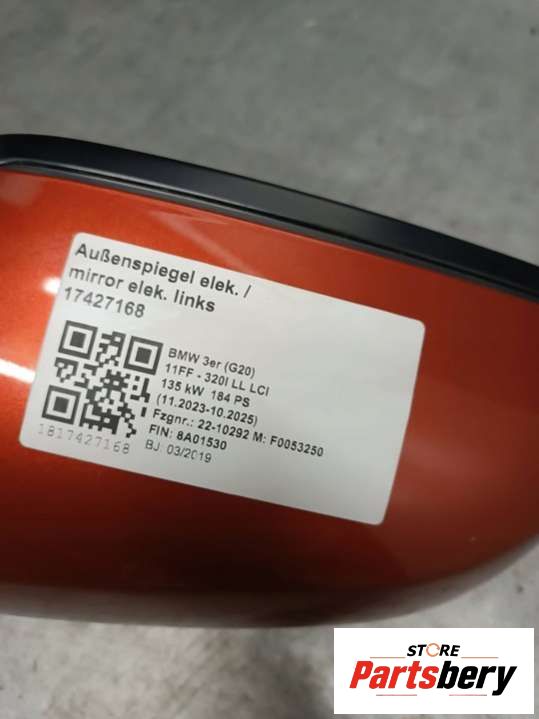 Außenspiegel elek. /
mirror elek. links
17427168
BMW 3er (G20)
11FF - 320I LL LCI
135 kW 184 PS
(11.2023-10.2025)
Fzgnr.: 22-10292 M: F0053250
FIN: 8A01530
BJ: 03/2019
1817427168
STORE
Partsbery